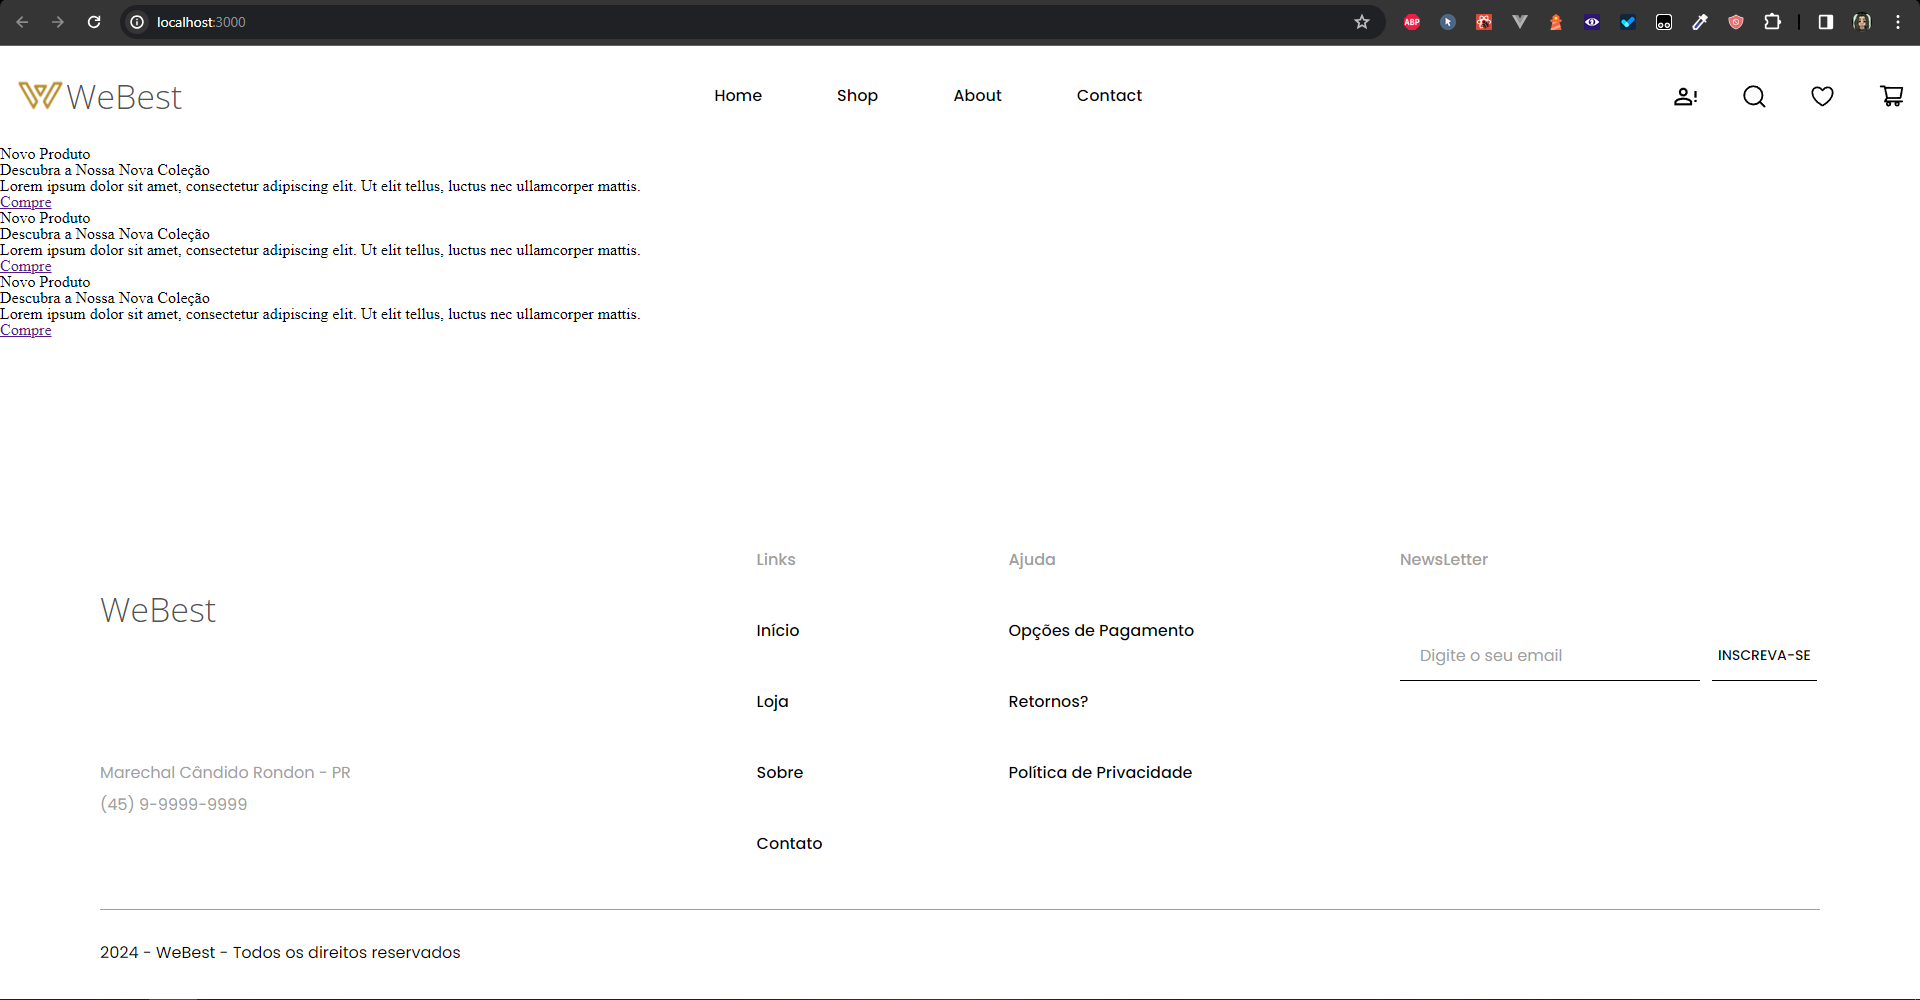 localhost:3000
ABP
WeBest
Home Shop About Contact
Novo Produto
Descubra a Nossa Nova Coleção
Lorem ipsum dolor sit amet, consectetur adipiscing elit. Ut elit tellus, luctus nec ullamcorper mattis.
Compre
Novo Produto
Descubra a Nossa Nova Coleção
Lorem ipsum dolor sit amet, consectetur adipiscing elit. Ut elit tellus, luctus nec ullamcorper mattis.
Compre
Novo Produto
Descubra a Nossa Nova Coleção
Lorem ipsum dolor sit amet, consectetur adipiscing elit. Ut elit tellus, luctus nec ullamcorper mattis.
Compre
WeBest
Marechal Cândido Rondon - PR
(45) 9-9999-9999
Links
Início
Loja
Sobre
Contato
Ajuda
Opções de Pagamento
Retornos?
Política de Privacidade
NewsLetter
Digite o seu email
INSCREVA-SE
2024 - WeBest - Todos os direitos reservados